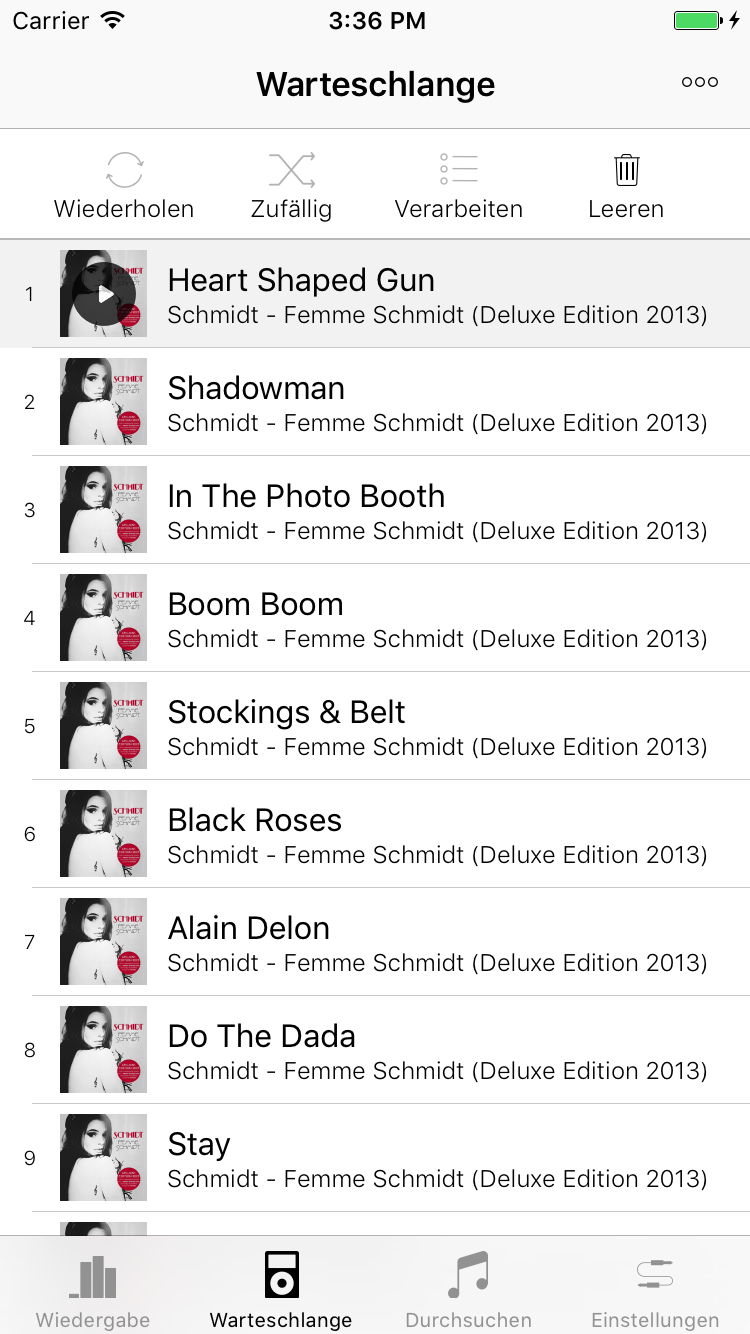 Carrier 3:36 PM
Warteschlange
Wiederholen Zufällig Verarbeiten Leeren
1 Heart Shaped Gun
Schmidt - Femme Schmidt (Deluxe Edition 2013)
2 Shadowman
Schmidt - Femme Schmidt (Deluxe Edition 2013)
3 In The Photo Booth
Schmidt - Femme Schmidt (Deluxe Edition 2013)
4 Boom Boom
Schmidt - Femme Schmidt (Deluxe Edition 2013)
5 Stockings & Belt
Schmidt - Femme Schmidt (Deluxe Edition 2013)
6 Black Roses
Schmidt - Femme Schmidt (Deluxe Edition 2013)
7 Alain Delon
Schmidt - Femme Schmidt (Deluxe Edition 2013)
8 Do The Dada
Schmidt - Femme Schmidt (Deluxe Edition 2013)
9 Stay
Schmidt - Femme Schmidt (Deluxe Edition 2013)
Wiedergabe Warteschlange Durchsuchen Einstellungen